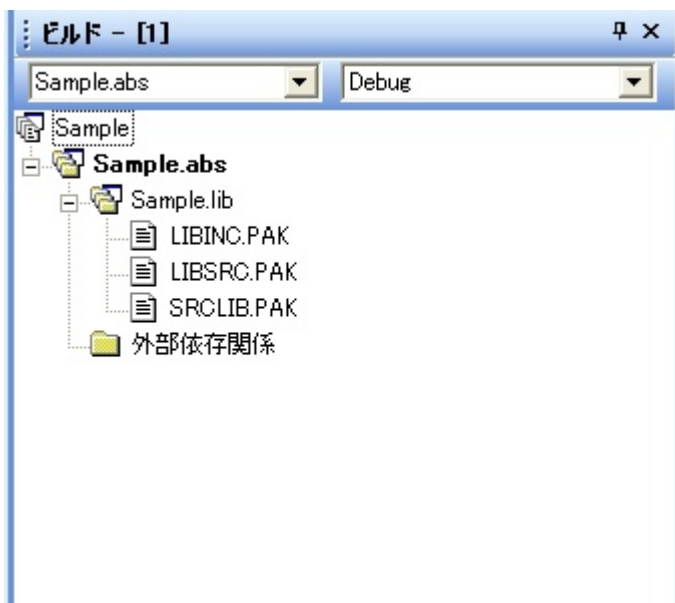 ビルド - [1]
Sample.abs Debug
Sample
Sample.abs
Sample.lib
LIBINC.PAK
LIBSRC.PAK
SRCLIB.PAK
外部依存関係